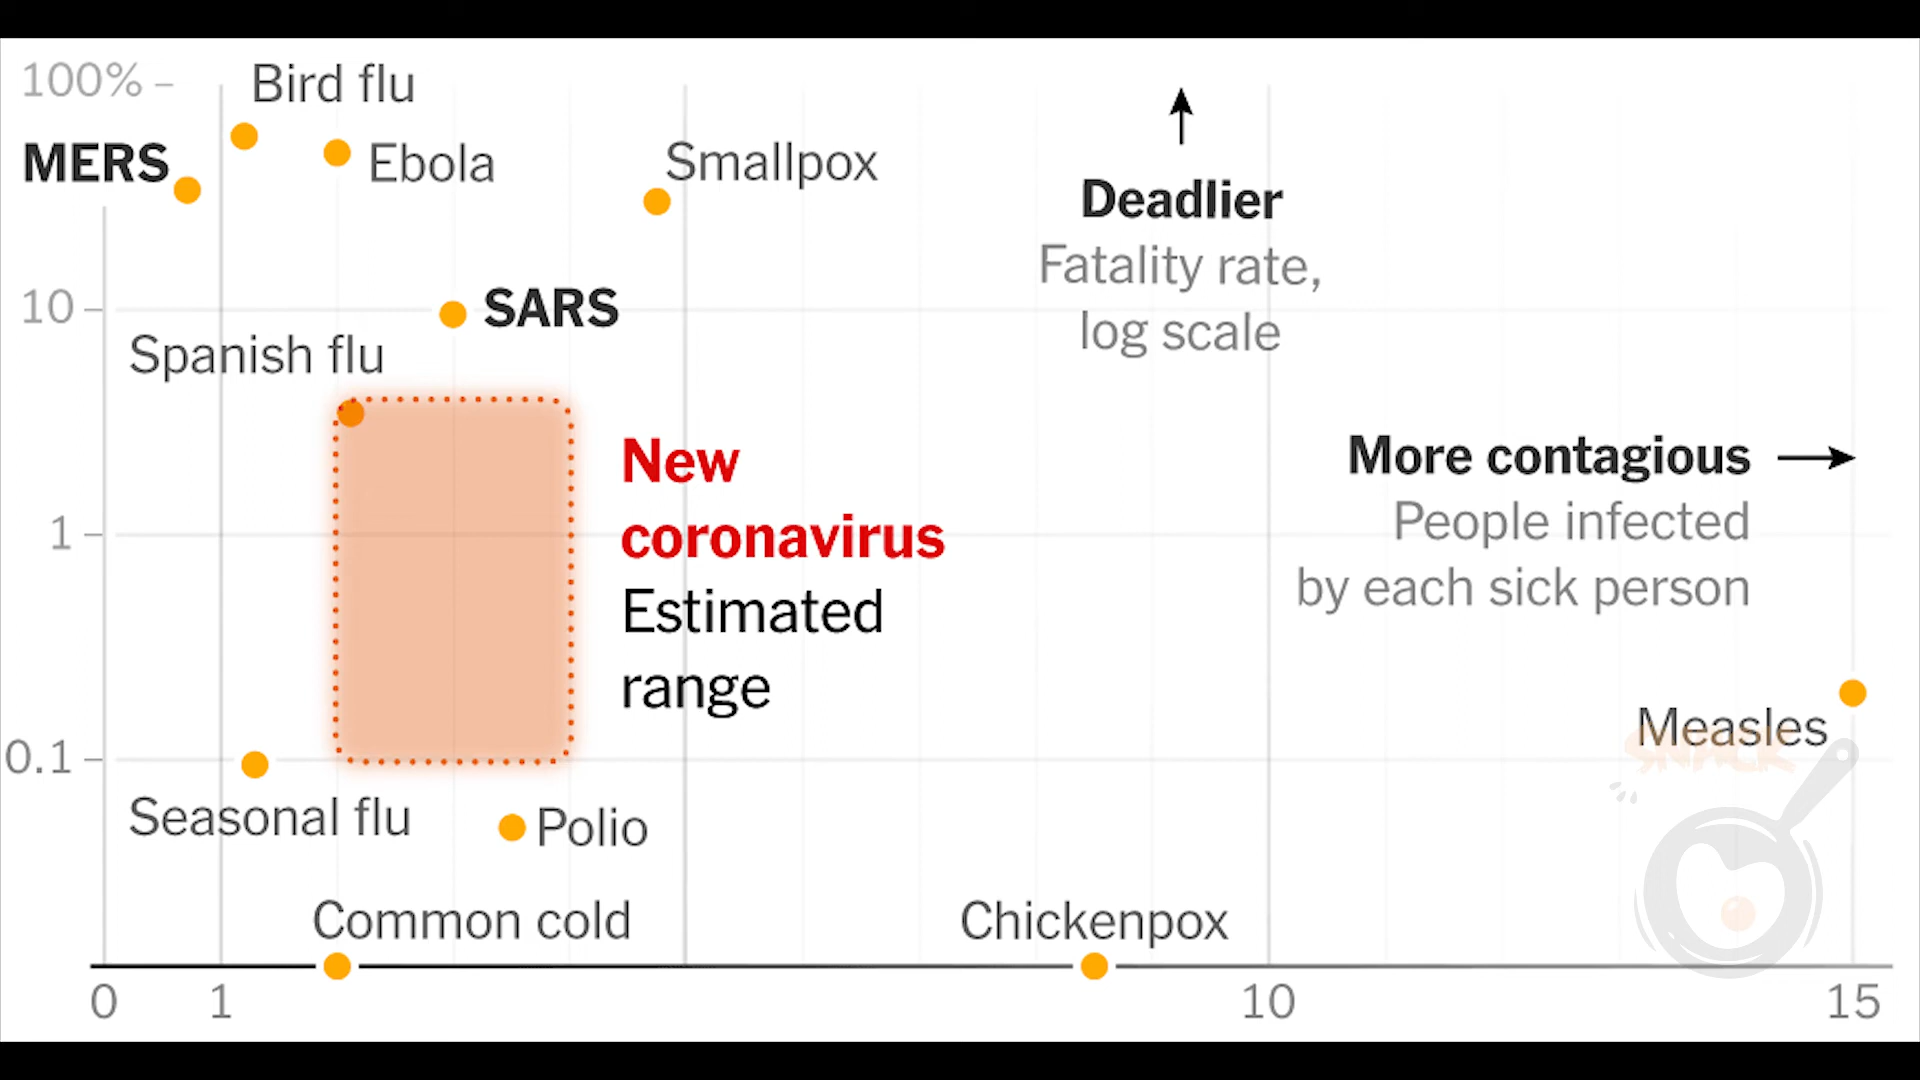 100%
Bird flu
MERS
Ebola
Smallpox
Deadlier
Fatality rate,
log scale
10
SARS
Spanish flu
New
coronavirus
Estimated
range
More contagious
People infected
by each sick person
1
Measles
SNACK
0.1
Seasonal flu
Polio
Common cold
Chickenpox
0
1
10
15